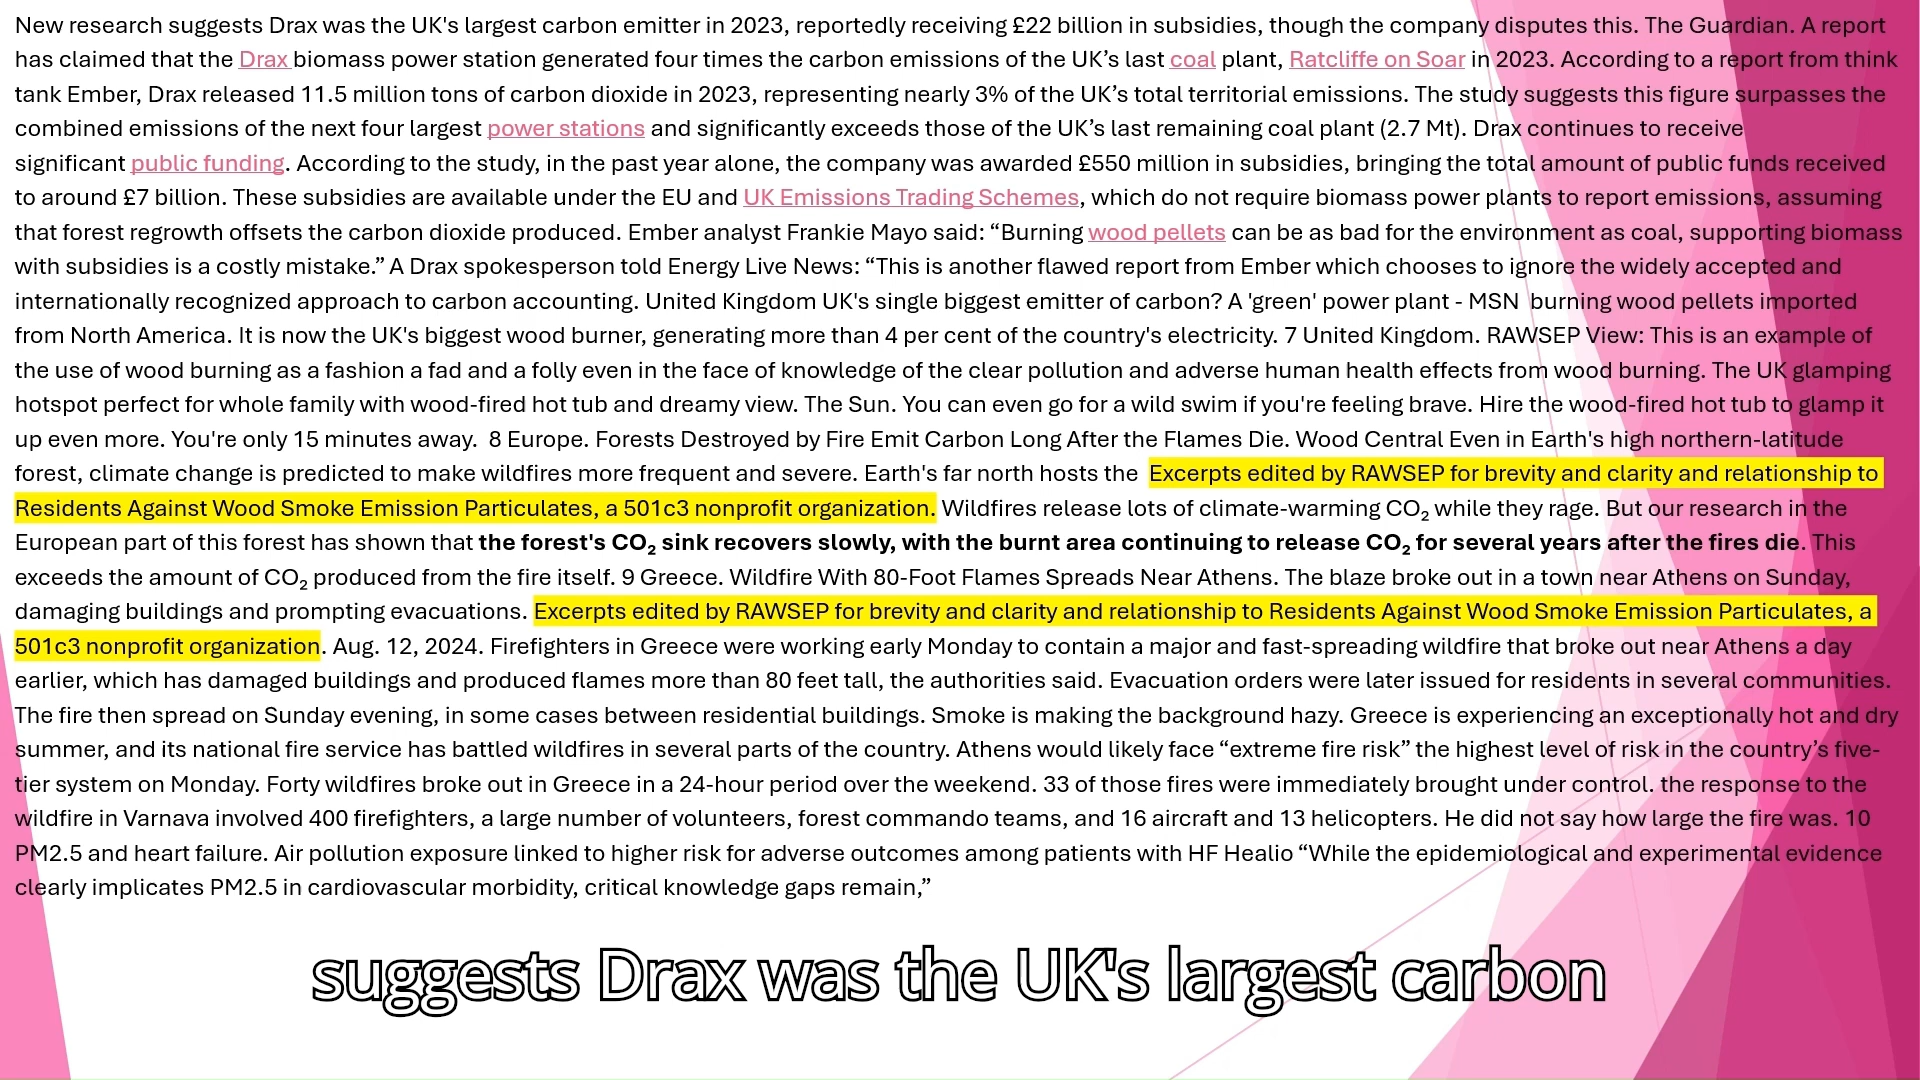 New research suggests Drax was the UK's largest carbon emitter in 2023, reportedly receiving £22 billion in subsidies, though the company disputes this. The Guardian. A report
has claimed that the Drax biomass power station generated four times the carbon emissions of the UK’s last coal plant, Ratcliffe on Soar in 2023. According to a report from think
tank Ember, Drax released 11.5 million tons of carbon dioxide in 2023, representing nearly 3% of the UK’s total territorial emissions. The study suggests this figure surpasses the
combined emissions of the next four largest power stations and significantly exceeds those of the UK’s last remaining coal plant (2.7 Mt). Drax continues to receive
significant public funding. According to the study, in the past year alone, the company was awarded £550 million in subsidies, bringing the total amount of public funds received
to around £7 billion. These subsidies are available under the EU and UK Emissions Trading Schemes, which do not require biomass power plants to report emissions, assuming
that forest regrowth offsets the carbon dioxide produced. Ember analyst Frankie Mayo said: “Burning wood pellets can be as bad for the environment as coal, supporting biomass
with subsidies is a costly mistake.” A Drax spokesperson told Energy Live News: “This is another flawed report from Ember which chooses to ignore the widely accepted and
internationally recognized approach to carbon accounting. United Kingdom UK's single biggest emitter of carbon? A 'green' power plant - MSN burning wood pellets imported
from North America. It is now the UK's biggest wood burner, generating more than 4 per cent of the country's electricity. 7 United Kingdom. RAWSEP View: This is an example of
the use of wood burning as a fashion a fad and a folly even in the face of knowledge of the clear pollution and adverse human health effects from wood burning. The UK glamping
hotspot perfect for whole family with wood-fired hot tub and dreamy view. The Sun. You can even go for a wild swim if you're feeling brave. Hire the wood-fired hot tub to glamp it
up even more. You're only 15 minutes away. 8 Europe. Forests Destroyed by Fire Emit Carbon Long After the Flames Die. Wood Central Even in Earth's high northern-latitude
forest, climate change is predicted to make wildfires more frequent and severe. Earth's far north hosts the Excerpts edited by RAWSEP for brevity and clarity and relationship to
Residents Against Wood Smoke Emission Particulates, a 501c3 nonprofit organization. Wildfires release lots of climate-warming CO₂ while they rage. But our research in the
European part of this forest has shown that the forest's CO₂ sink recovers slowly, with the burnt area continuing to release CO₂ for several years after the fires die. This
exceeds the amount of CO₂ produced from the fire itself. 9 Greece. Wildfire With 80-Foot Flames Spreads Near Athens. The blaze broke out in a town near Athens on Sunday,
damaging buildings and prompting evacuations. Excerpts edited by RAWSEP for brevity and clarity and relationship to Residents Against Wood Smoke Emission Particulates, a
501c3 nonprofit organization. Aug. 12, 2024. Firefighters in Greece were working early Monday to contain a major and fast-spreading wildfire that broke out near Athens a day
earlier, which has damaged buildings and produced flames more than 80 feet tall, the authorities said. Evacuation orders were later issued for residents in several communities.
The fire then spread on Sunday evening, in some cases between residential buildings. Smoke is making the background hazy. Greece is experiencing an exceptionally hot and dry
summer, and its national fire service has battled wildfires in several parts of the country. Athens would likely face “extreme fire risk” the highest level of risk in the country’s five-
tier system on Monday. Forty wildfires broke out in Greece in a 24-hour period over the weekend. 33 of those fires were immediately brought under control. the response to the
wildfire in Varnava involved 400 firefighters, a large number of volunteers, forest commando teams, and 16 aircraft and 13 helicopters. He did not say how large the fire was. 10
PM2.5 and heart failure. Air pollution exposure linked to higher risk for adverse outcomes among patients with HF Healio “While the epidemiological and experimental evidence
clearly implicates PM2.5 in cardiovascular morbidity, critical knowledge gaps remain,”
suggests Drax was the UK's largest carbon